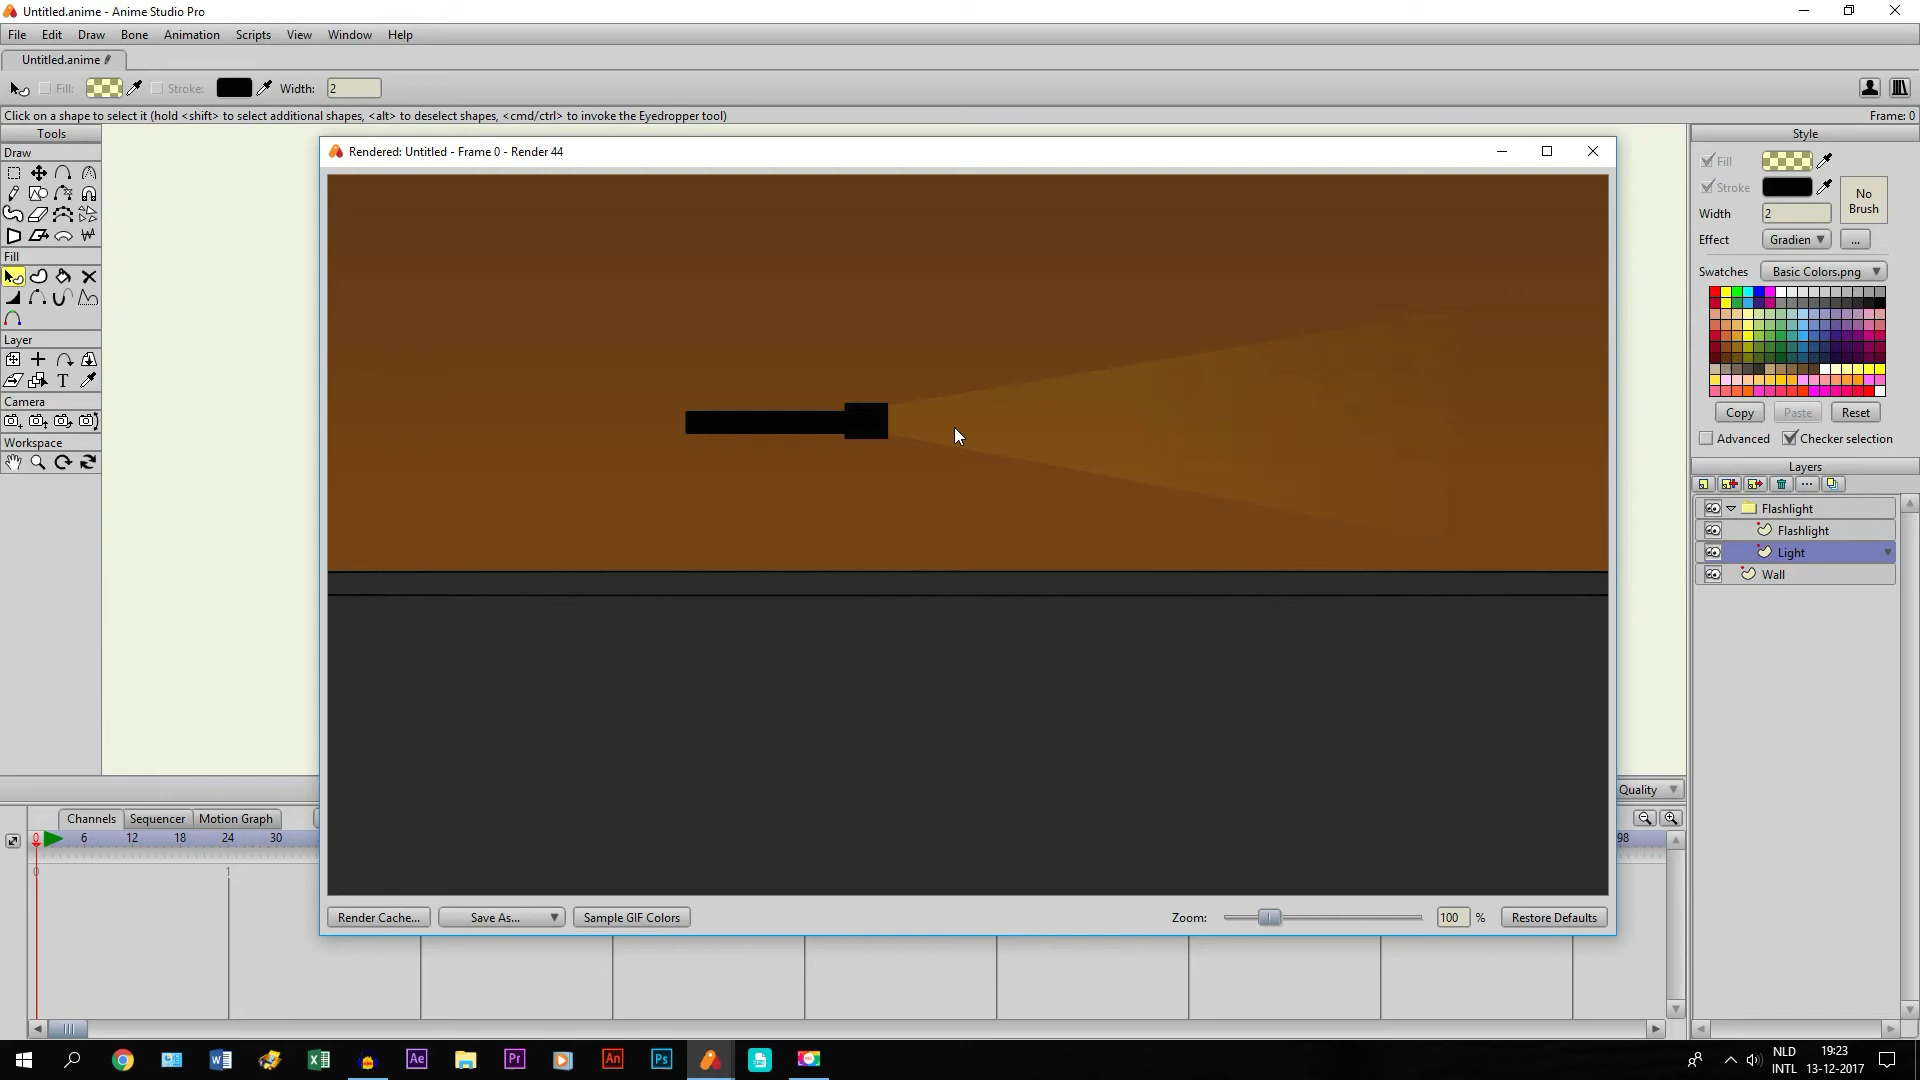 Untitled.anime - Anime Studio Pro
File Edit Draw Bone Animation Scripts View Window Help
Untitled.anime
Fill: Stroke: Width: 2
Click on a shape to select it (hold <shift> to select additional shapes, <alt> to deselect shapes, <cmd/ctrl> to invoke the Eyedropper tool) Frame: 0
Tools
Draw
Fill
Layer
T
Camera
Workspace
Rendered: Untitled - Frame 0 - Render 44
Render Cache... Save As... Sample GIF Colors Zoom: 100 % Restore Defaults
Style
Fill
Stroke
No
Brush
Width 2
Effect Gradien ...
Swatches Basic Colors.png
Copy Paste Reset
Advanced Checker selection
Layers
Flashlight
Flashlight
Light
Wall
Quality
Channels Sequencer Motion Graph
0 6 12 18 24 30 98
0 1
Ae Pr An Ps
NLD
INTL
19:23
13-12-2017